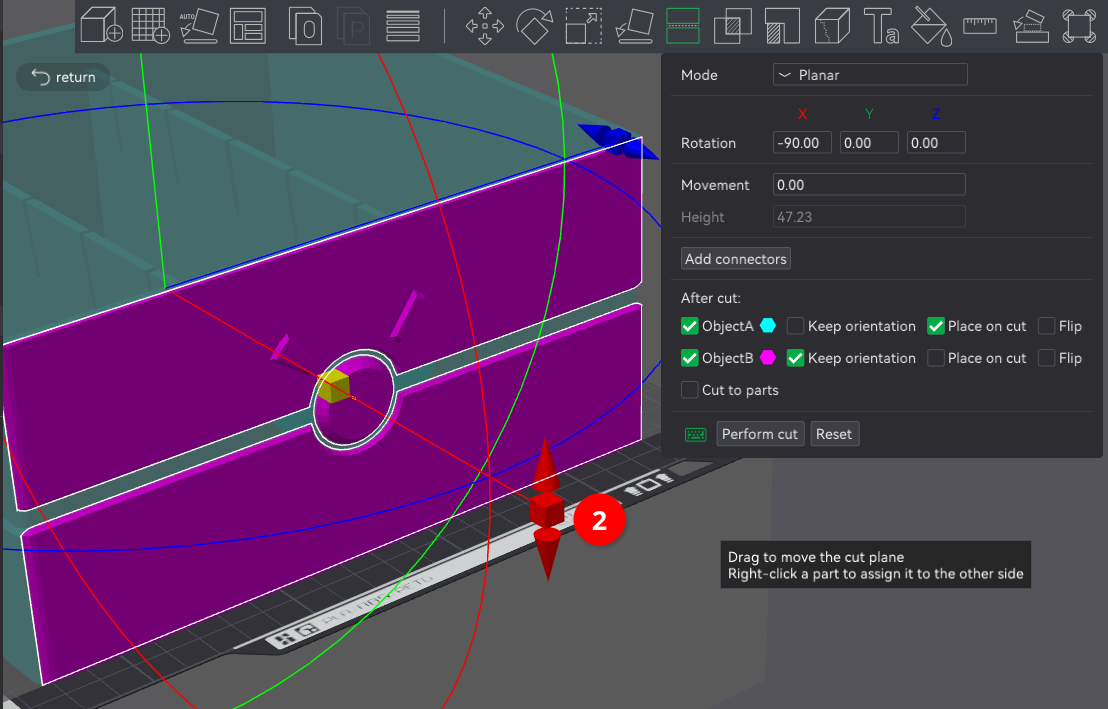 AUTO
O
P
Ta
return
Mode
Planar
X Y Z
Rotation -90.00 0.00 0.00
Movement 0.00
Height 47.23
Add connectors
After cut:
ObjectA Keep orientation Place on cut Flip
ObjectB Keep orientation Place on cut Flip
Cut to parts
Perform cut Reset
2
Drag to move the cut plane
Right-click a part to assign it to the other side